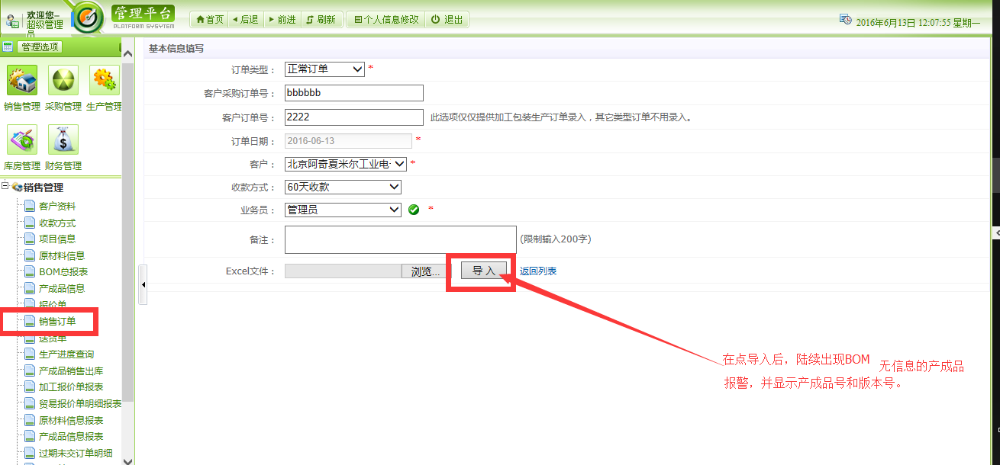 欢迎您–
超级管理
员
管理平台
PLATFORM SYSYTEM
首页 后退 前进 刷新 个人信息修改 退出
2016年6月13日 12:07:55 星期一
管理选项
销售管理 采购管理 生产管理
库房管理 财务管理
销售管理
客户资料
收款方式
项目信息
原材料信息
BOM总报表
产成品信息
报价单
销售订单
送货单
生产进度查询
产成品销售出库
加工报价单报表
贸易报价单明细报表
原材料信息报表
产成品信息报表
过期未交订单明细
基本信息填写
订单类型： 正常订单 *
客户采购订单号： bbbbbb
客户订单号： 2222 此选项仅仅提供加工包装生产订单录入，其它类型订单不用录入。
订单日期： 2016-06-13 *
客户： 北京阿奇夏米尔工业电 *
收款方式： 60天收款
业务员： 管理员 *
备注： (限制输入200字)
Excel文件： 浏览... 导 入 返回列表
在点导入后，陆续出现BOM 无信息的产成品
报警，并显示产成品号和版本号。